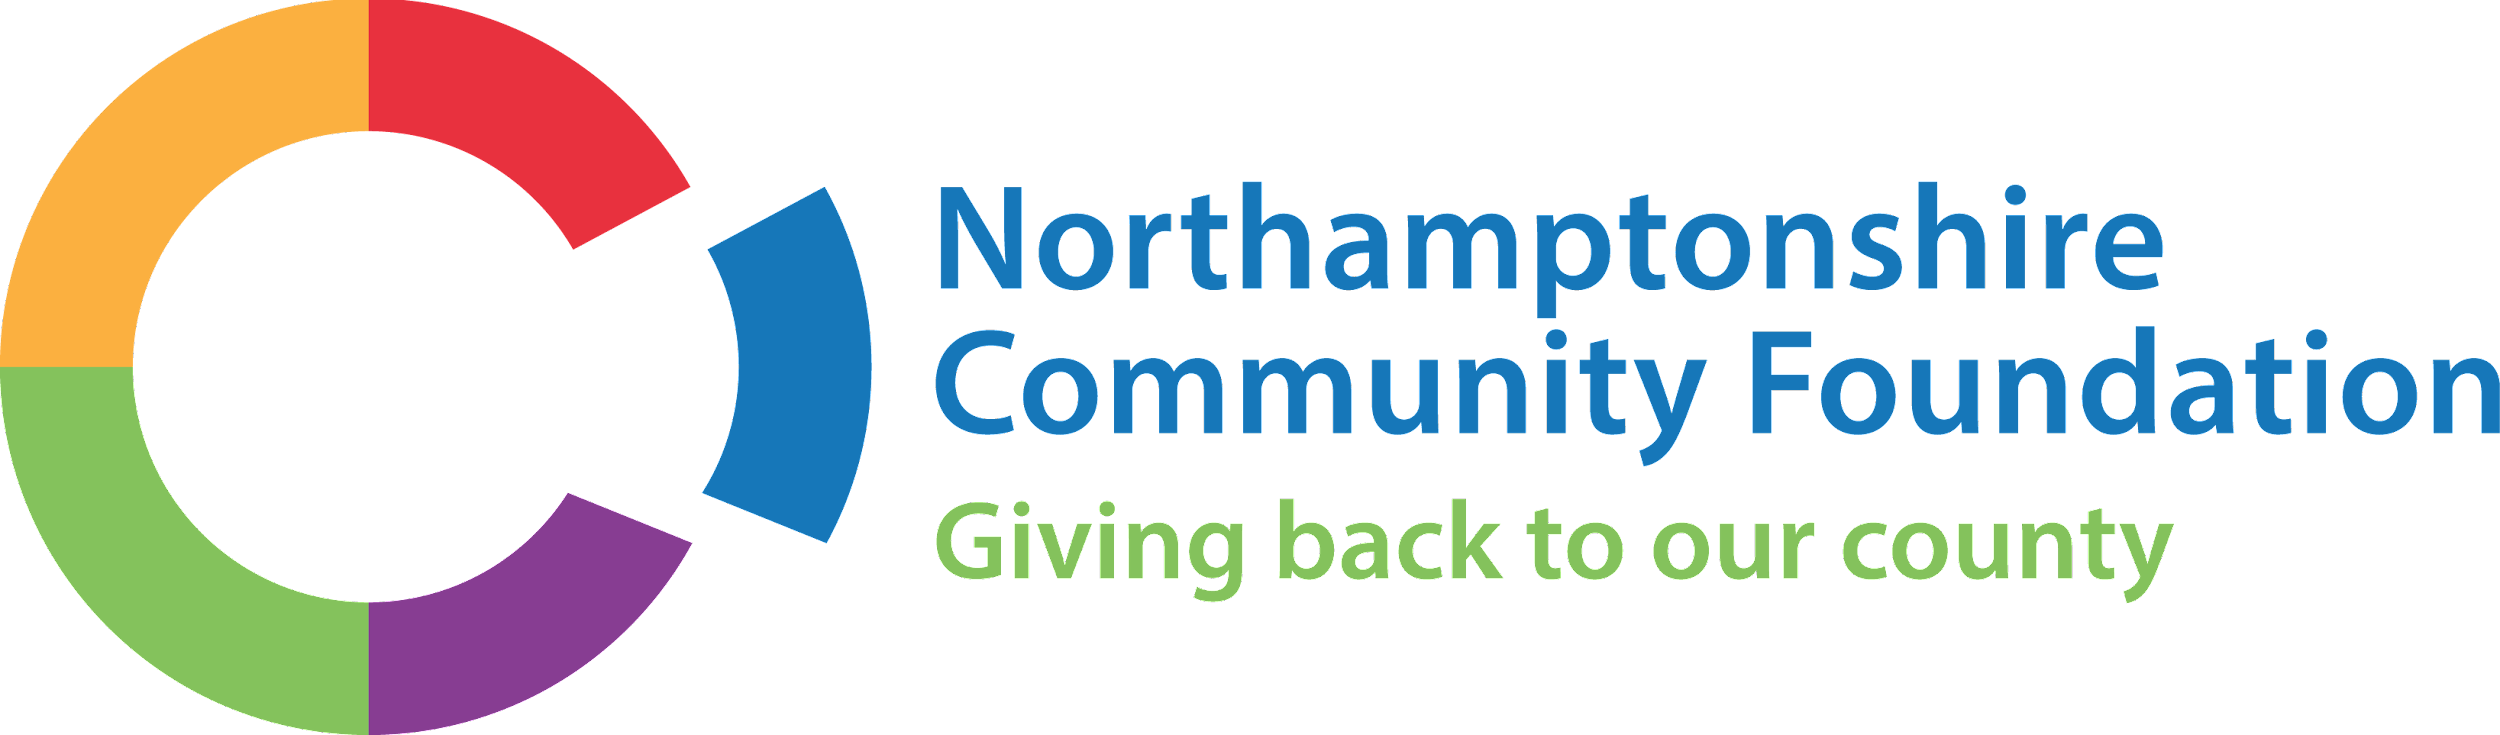 Northamptonshire
Community Foundation
Giving back to our county